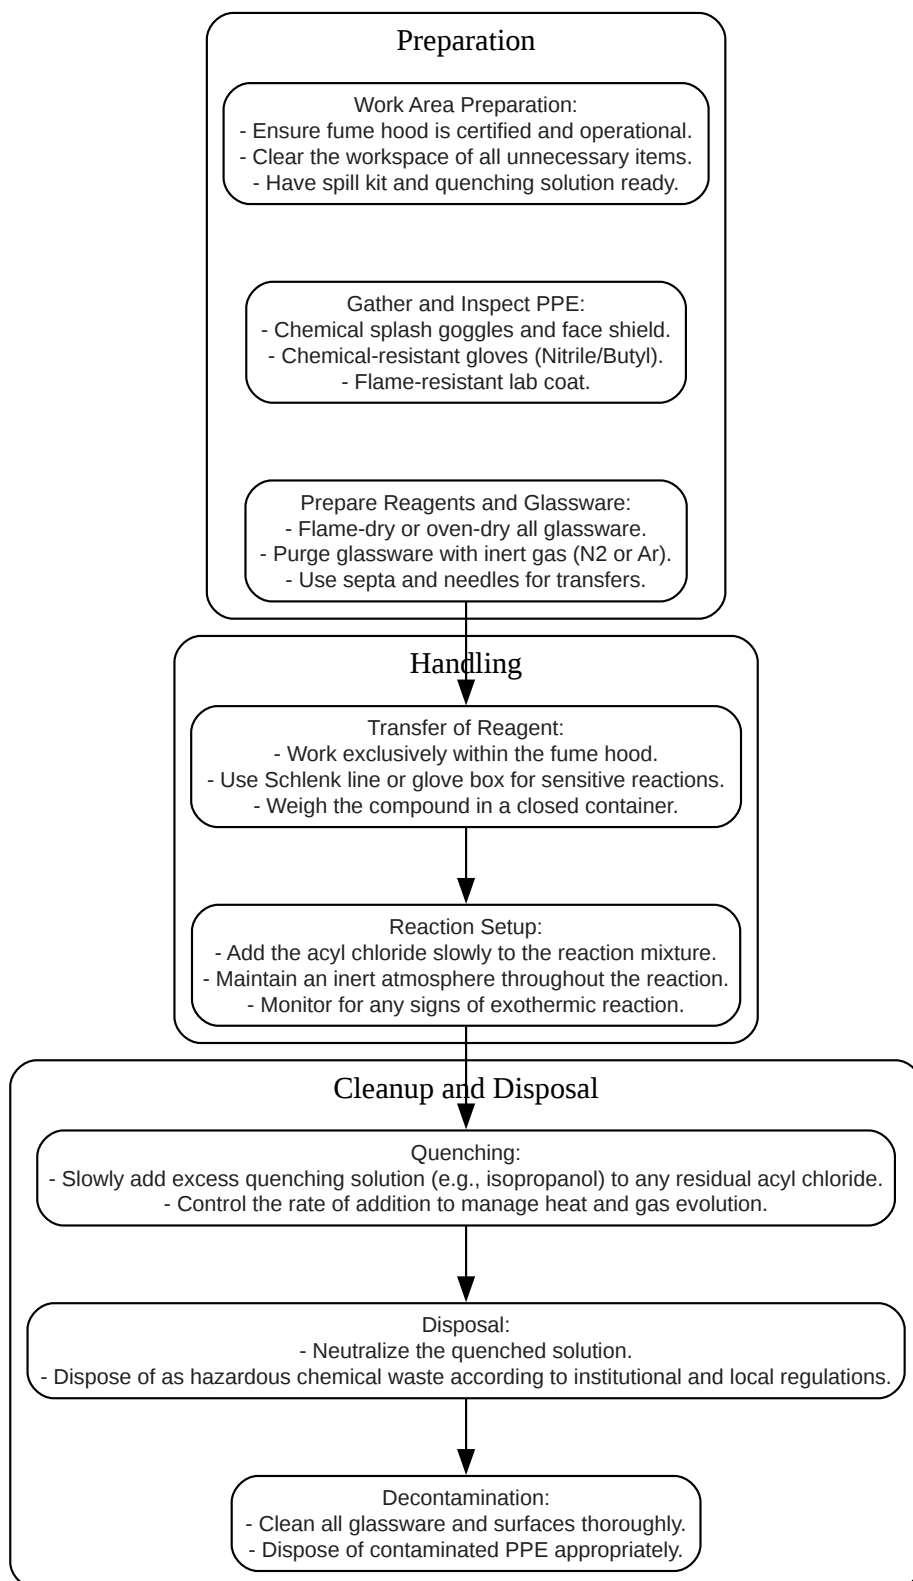 Preparation
Work Area Preparation:
- Ensure fume hood is certified and operational.
- Clear the workspace of all unnecessary items.
- Have spill kit and quenching solution ready.
Gather and Inspect PPE:
- Chemical splash goggles and face shield.
- Chemical-resistant gloves (Nitrile/Butyl).
- Flame-resistant lab coat.
Prepare Reagents and Glassware:
- Flame-dry or oven-dry all glassware.
- Purge glassware with inert gas (N2 or Ar).
- Use septa and needles for transfers.
Handling
Transfer of Reagent:
- Work exclusively within the fume hood.
- Use Schlenk line or glove box for sensitive reactions.
- Weigh the compound in a closed container.
Reaction Setup:
- Add the acyl chloride slowly to the reaction mixture.
- Maintain an inert atmosphere throughout the reaction.
- Monitor for any signs of exothermic reaction.
Cleanup and Disposal
Quenching:
- Slowly add excess quenching solution (e.g., isopropanol) to any residual acyl chloride.
- Control the rate of addition to manage heat and gas evolution.
Disposal:
- Neutralize the quenched solution.
- Dispose of as hazardous chemical waste according to institutional and local regulations.
Decontamination:
- Clean all glassware and surfaces thoroughly.
- Dispose of contaminated PPE appropriately.